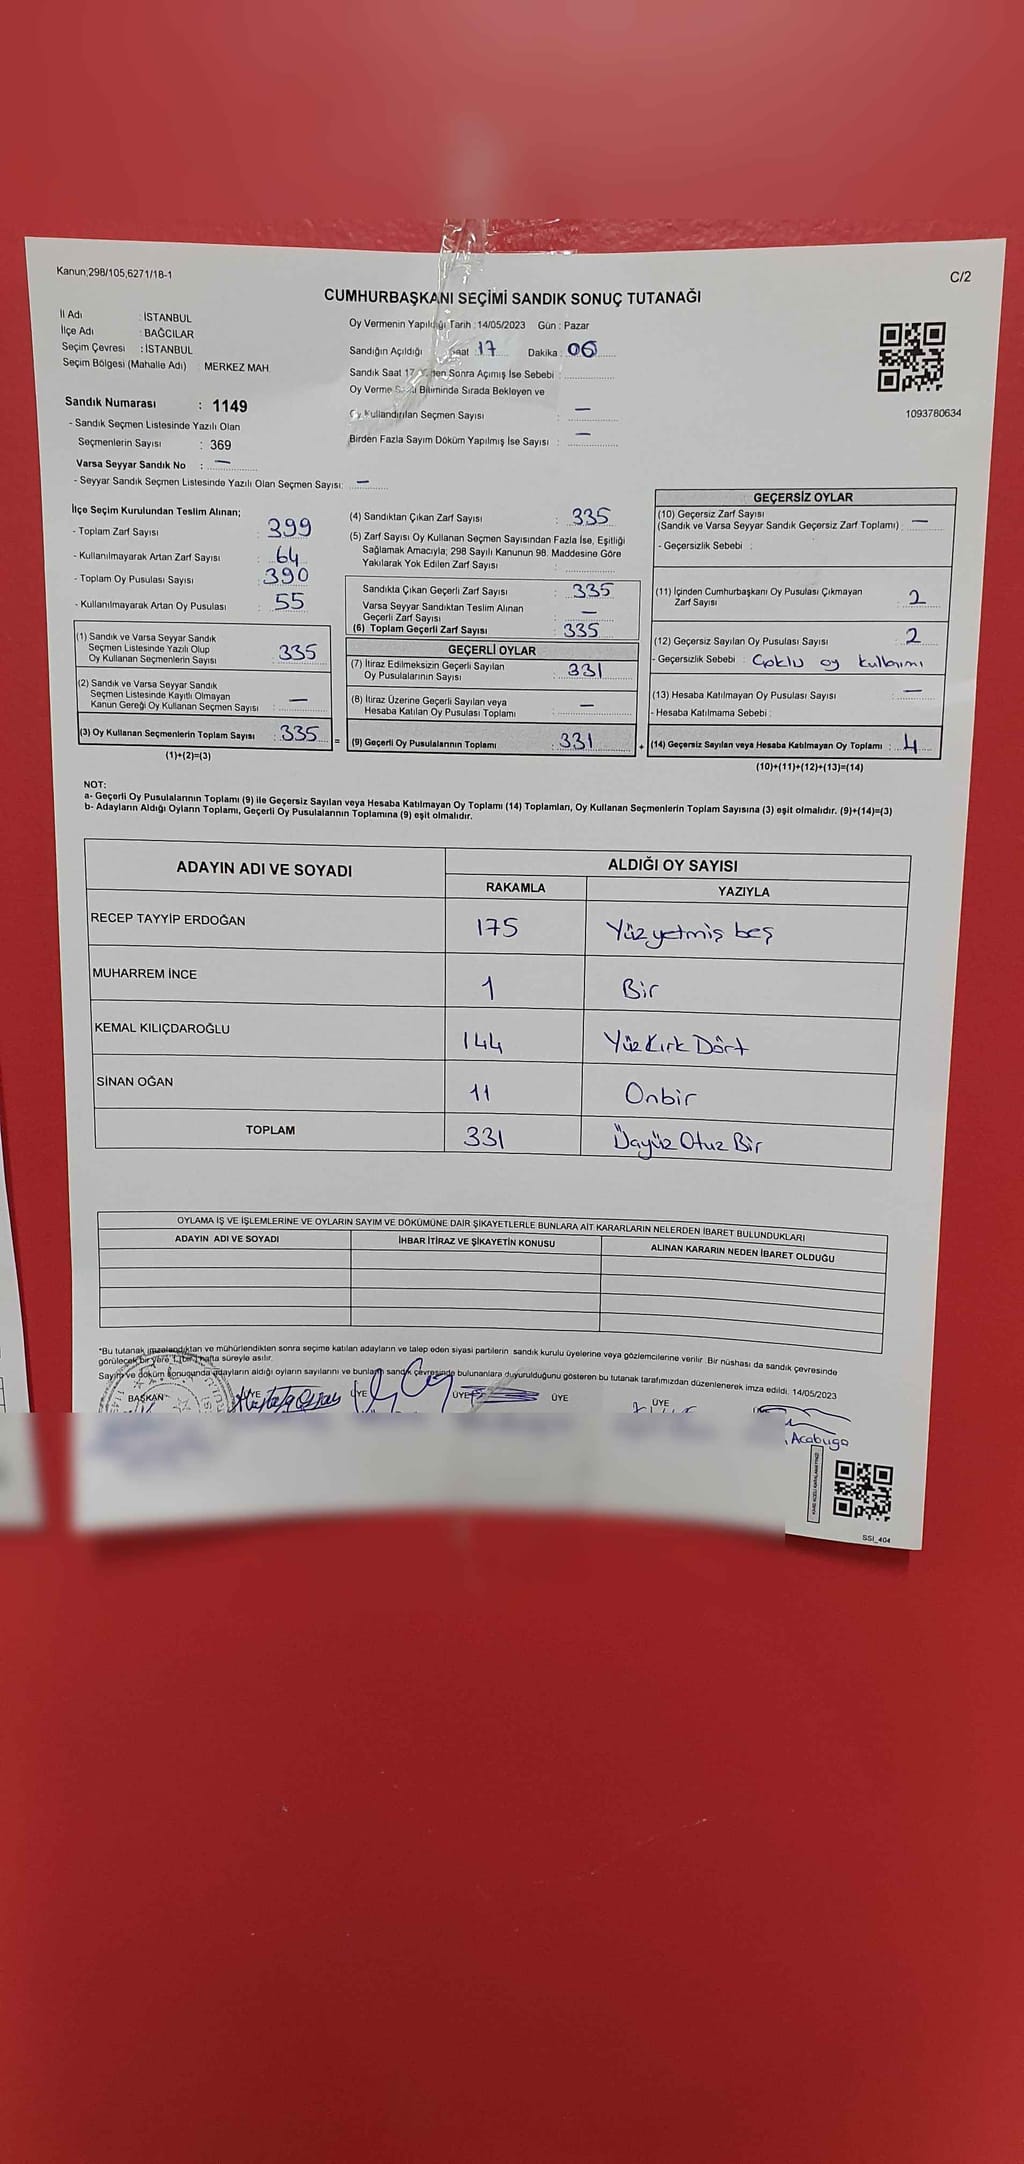 Kanun;298/105,6271/18-1
C/2
CUMHURBAŞKANI SEÇİMİ SANDIK SONUÇ TUTANAĞI
İl Adı : İSTANBUL
İlçe Adı : BAĞCILAR
Seçim Çevresi : İSTANBUL
Seçim Bölgesi (Mahalle Adı) : MERKEZ MAH.
Sandık Numarası : 1149
- Sandık Seçmen Listesinde Yazılı Olan
Seçmenlerin Sayısı : 369
Varsa Seyyar Sandık No : —
- Seyyar Sandık Seçmen Listesinde Yazılı Olan Seçmen Sayısı: —
Oy Vermenin Yapıldığı Tarih : 14/05/2023 Gün : Pazar
Sandığın Açıldığı Saat : 17 Dakika : 06
Sandık Saat 17 den Sonra Açımış İse Sebebi :
Oy Verme Bitiminde Sırada Bekleyen ve
Oy Kullandırılan Seçmen Sayısı : —
Birden Fazla Sayım Döküm Yapılmış İse Sayısı : —
1093780634
İlçe Seçim Kurulundan Teslim Alınan;
- Toplam Zarf Sayısı : 399
- Kullanılmayarak Artan Zarf Sayısı : 64
- Toplam Oy Pusulası Sayısı : 390
- Kullanılmayarak Artan Oy Pusulası : 55
(1) Sandık ve Varsa Seyyar Sandık
Seçmen Listesinde Yazılı Olup
Oy Kullanan Seçmenlerin Sayısı : 335
(2) Sandık ve Varsa Seyyar Sandık
Seçmen Listesinde Kayıtlı Olmayan
Kanun Gereği Oy Kullanan Seçmen Sayısı : —
(3) Oy Kullanan Seçmenlerin Toplam Sayısı : 335 =
(1)+(2)=(3)
(4) Sandıktan Çıkan Zarf Sayısı : 335
(5) Zarf Sayısı Oy Kullanan Seçmen Sayısından Fazla İse, Eşitliği
Sağlamak Amacıyla; 298 Sayılı Kanunun 98. Maddesine Göre
Yakılarak Yok Edilen Zarf Sayısı :
Sandıkta Çıkan Geçerli Zarf Sayısı : 335
Varsa Seyyar Sandıktan Teslim Alınan
Geçerli Zarf Sayısı : —
(6) Toplam Geçerli Zarf Sayısı : 335
GEÇERLİ OYLAR
(7) İtiraz Edilmeksizin Geçerli Sayılan
Oy Pusulalarının Sayısı : 331
(8) İtiraz Üzerine Geçerli Sayılan veya
Hesaba Katılan Oy Pusulası Toplamı : —
(9) Geçerli Oy Pusulalarının Toplamı : 331 +
GEÇERSİZ OYLAR
(10) Geçersiz Zarf Sayısı
(Sandık ve Varsa Seyyar Sandık Geçersiz Zarf Toplamı) : —
- Geçersizlik Sebebi :
(11) İçinden Cumhurbaşkanı Oy Pusulası Çıkmayan
Zarf Sayısı : 2
(12) Geçersiz Sayılan Oy Pusulası Sayısı : 2
- Geçersizlik Sebebi : Çoklu oy kullanımı
(13) Hesaba Katılmayan Oy Pusulası Sayısı : —
- Hesaba Katılmama Sebebi :
(14) Geçersiz Sayılan veya Hesaba Katılmayan Oy Toplamı : 4
(10)+(11)+(12)+(13)=(14)
NOT:
a- Geçerli Oy Pusulalarının Toplamı (9) ile Geçersiz Sayılan veya Hesaba Katılmayan Oy Toplamı (14) Toplamları, Oy Kullanan Seçmenlerin Toplam Sayısına (3) eşit olmalıdır. (9)+(14)=(3)
b- Adayların Aldığı Oyların Toplamı, Geçerli Oy Pusulalarının Toplamına (9) eşit olmalıdır.
ADAYIN ADI VE SOYADI
ALDIĞI OY SAYISI
RAKAMLA YAZIYLA
RECEP TAYYİP ERDOĞAN 175 Yüzyetmiş beş
MUHARREM İNCE 1 Bir
KEMAL KILIÇDAROĞLU 144 Yüz Kırk Dört
SİNAN OĞAN 11 Onbir
TOPLAM 331 Üçyüz Otuz Bir
OYLAMA İŞ VE İŞLEMLERİNE VE OYLARIN SAYIM VE DÖKÜMÜNE DAİR ŞİKAYETLERLE BUNLARA AİT KARARLARIN NELERDEN İBARET BULUNDUKLARI
ADAYIN ADI VE SOYADI İHBAR İTİRAZ VE ŞİKAYETİN KONUSU ALINAN KARARIN NEDEN İBARET OLDUĞU
*Bu tutanak imzalandıktan ve mühürlendikten sonra seçime katılan adayların ve talep eden siyasi partilerin sandık kurulu üyelerine veya gözlemcilerine verilir. Bir nüshası da sandık çevresinde
görülecek bir yere 1 (bir) hafta süreyle asılır.
Sayım ve döküm sonucunda adayların aldığı oyların sayılarını ve bunların sandık çevresinde bulunanlara duyurulduğunu gösteren bu tutanak tarafımızdan düzenlenerek imza edildi. 14/05/2023
BAŞKAN ÜYE ÜYE ÜYE ÜYE ÜYE
SSI_404